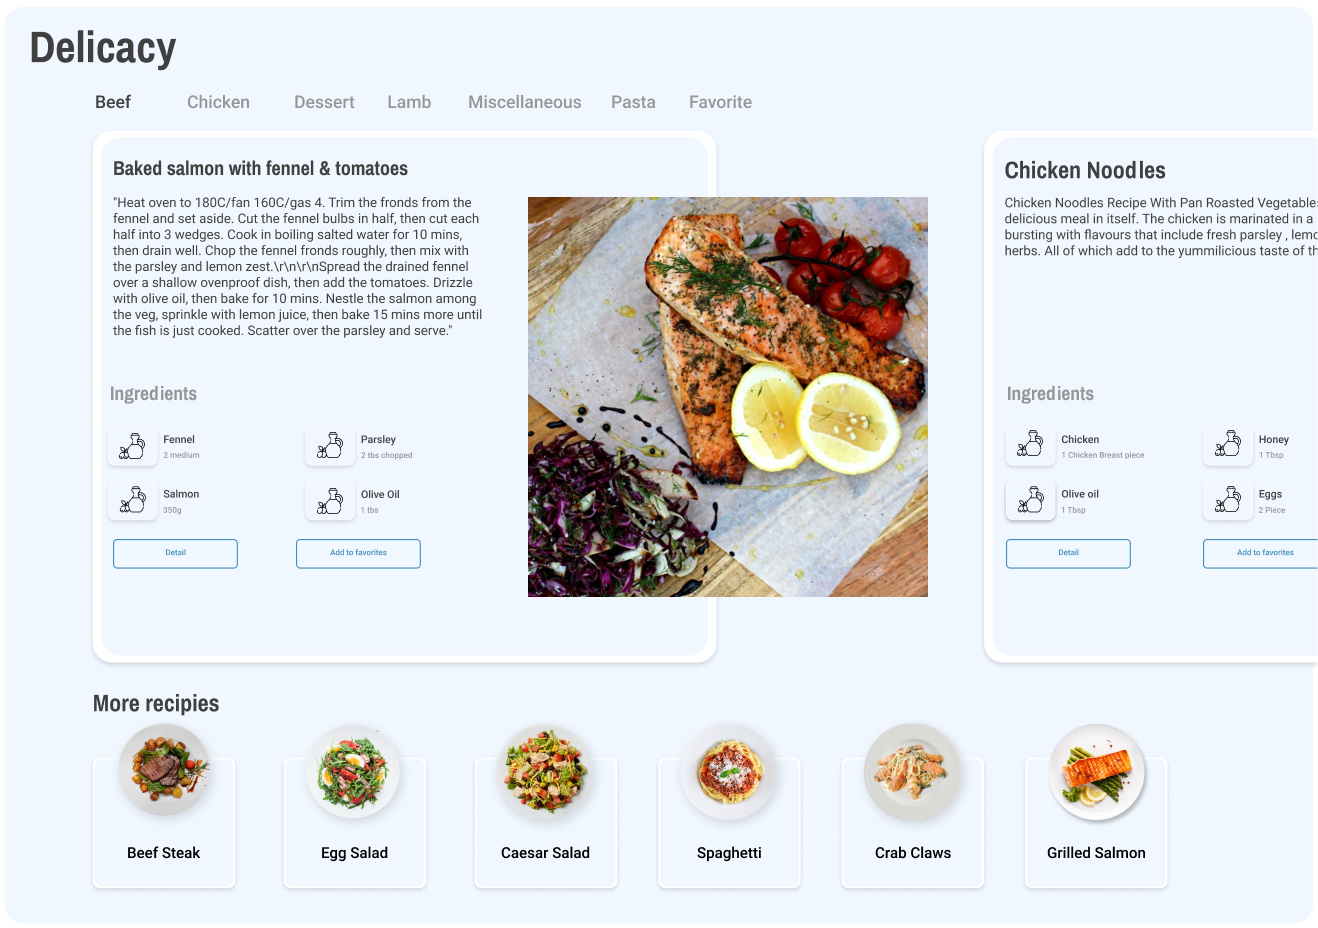 Delicacy
Beef Chicken Dessert Lamb Miscellaneous Pasta Favorite
Baked salmon with fennel & tomatoes
"Heat oven to 180C/fan 160C/gas 4. Trim the fronds from the
fennel and set aside. Cut the fennel bulbs in half, then cut each
half into 3 wedges. Cook in boiling salted water for 10 mins,
then drain well. Chop the fennel fronds roughly, then mix with
the parsley and lemon zest.\r\n\r\nSpread the drained fennel
over a shallow ovenproof dish, then add the tomatoes. Drizzle
with olive oil, then bake for 10 mins. Nestle the salmon among
the veg, sprinkle with lemon juice, then bake 15 mins more until
the fish is just cooked. Scatter over the parsley and serve."
Ingredients
Fennel
2 medium
Parsley
2 tbs chopped
Salmon
350g
Olive Oil
1 tbs
Detail
Add to favorites
Chicken Noodles
Chicken Noodles Recipe With Pan Roasted Vegetables
delicious meal in itself. The chicken is marinated in a
bursting with flavours that include fresh parsley , lemo
herbs. All of which add to the yummilicious taste of th
Ingredients
Chicken
1 Chicken Breast piece
Honey
1 Tbsp
Olive oil
1 Tbsp
Eggs
2 Piece
Detail
Add to favorites
More recipies
Beef Steak
Egg Salad
Caesar Salad
Spaghetti
Crab Claws
Grilled Salmon